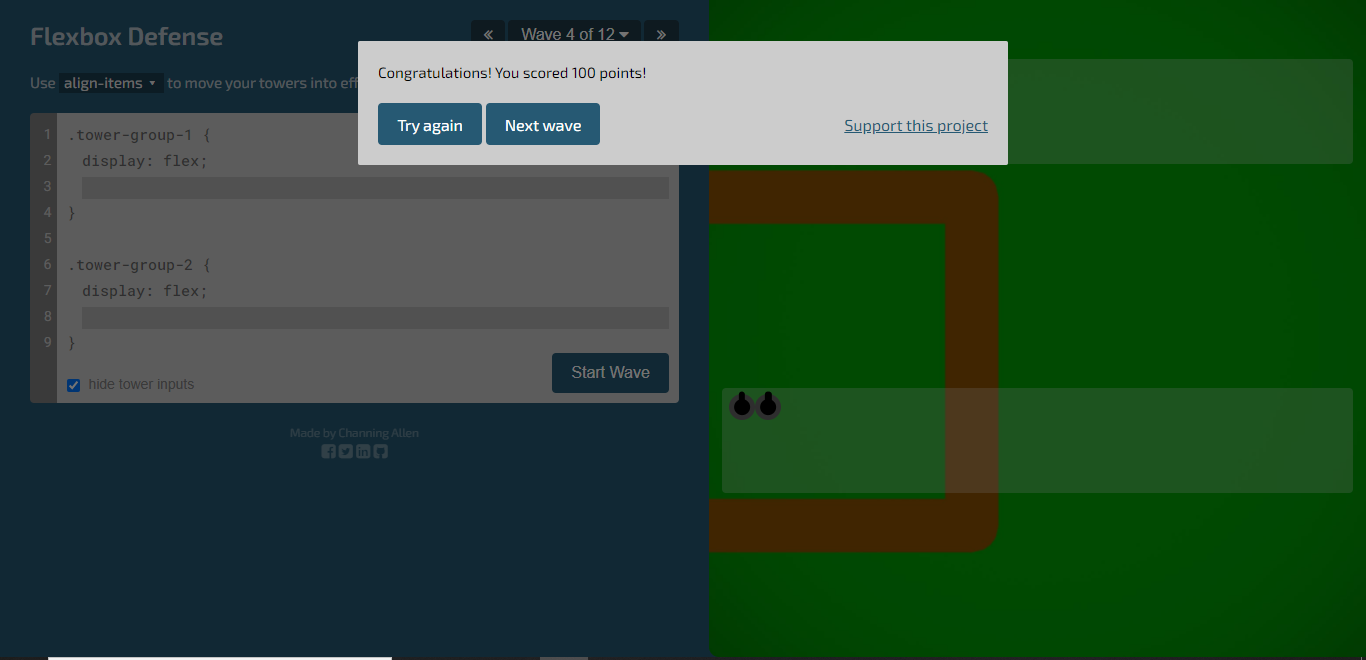 Flexbox Defense
« Wave 4 of 12 »
Congratulations! You scored 100 points!
Use align-items to move your towers into eff
Try again Next wave Support this project
1 .tower-group-1 {
2 display: flex;
3
4 }
5
6 .tower-group-2 {
7 display: flex;
8
9 }
Start Wave
hide tower inputs
Made by Channing Allen